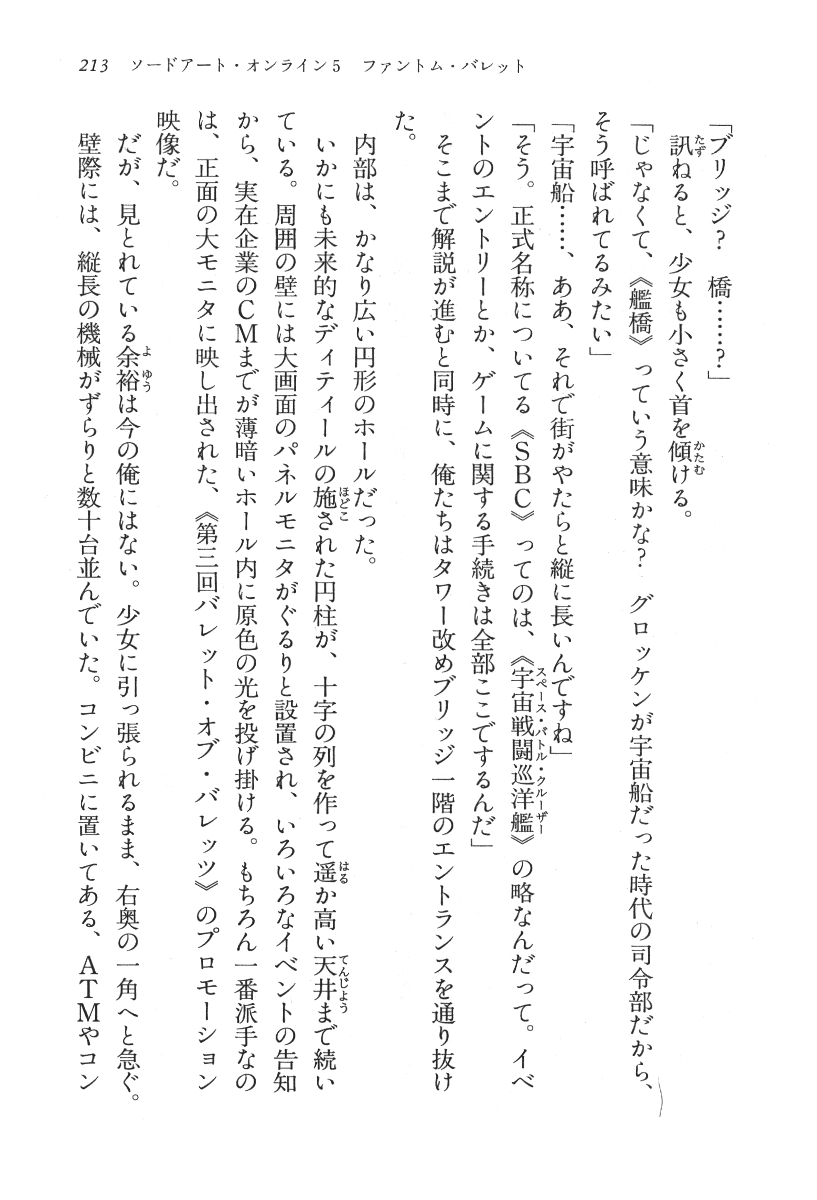 213　ソードアート・オンライン5　ファントム・バレット
「ブリッジ？　橋……？」
訊ねると、少女も小さく首を傾ける。
「じゃなくて、《艦橋》っていう意味かな？　グロッケンが宇宙船だった時代の司令部だから、
そう呼ばれてるみたい」
「宇宙船……、ああ、それで街がやたらと縦に長いんですね」
「そう。正式名称についてる《ＳＢＣ》ってのは、《宇宙戦闘巡洋艦》の略なんだって。イベ
ントのエントリーとか、ゲームに関する手続きは全部ここでするんだ」
そこまで解説が進むと同時に、俺たちはタワー改めブリッジ一階のエントランスを通り抜け
た。
内部は、かなり広い円形のホールだった。
いかにも未来的なディティールの施された円柱が、十字の列を作って遥か高い天井まで続い
ている。周囲の壁には大画面のパネルモニタがぐるりと設置され、いろいろなイベントの告知
から、実在企業のＣＭまでが薄暗いホール内に原色の光を投げ掛ける。もちろん一番派手なの
は、正面の大モニタに映し出された、《第三回バレット・オブ・バレッツ》のプロモーション
映像だ。
だが、見とれている余裕は今の俺にはない。少女に引っ張られるまま、右奥の一角へと急ぐ。
壁際には、縦長の機械がずらりと数十台並んでいた。コンビニに置いてある、ＡＴＭやコン